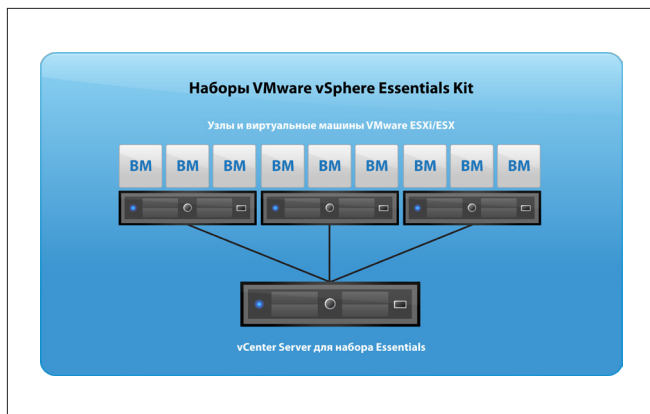 Наборы VMware vSphere Essentials Kit
Узлы и виртуальные машины VMware ESXi/ESX
ВМ ВМ ВМ ВМ ВМ ВМ ВМ ВМ ВМ
vCenter Server для набора Essentials